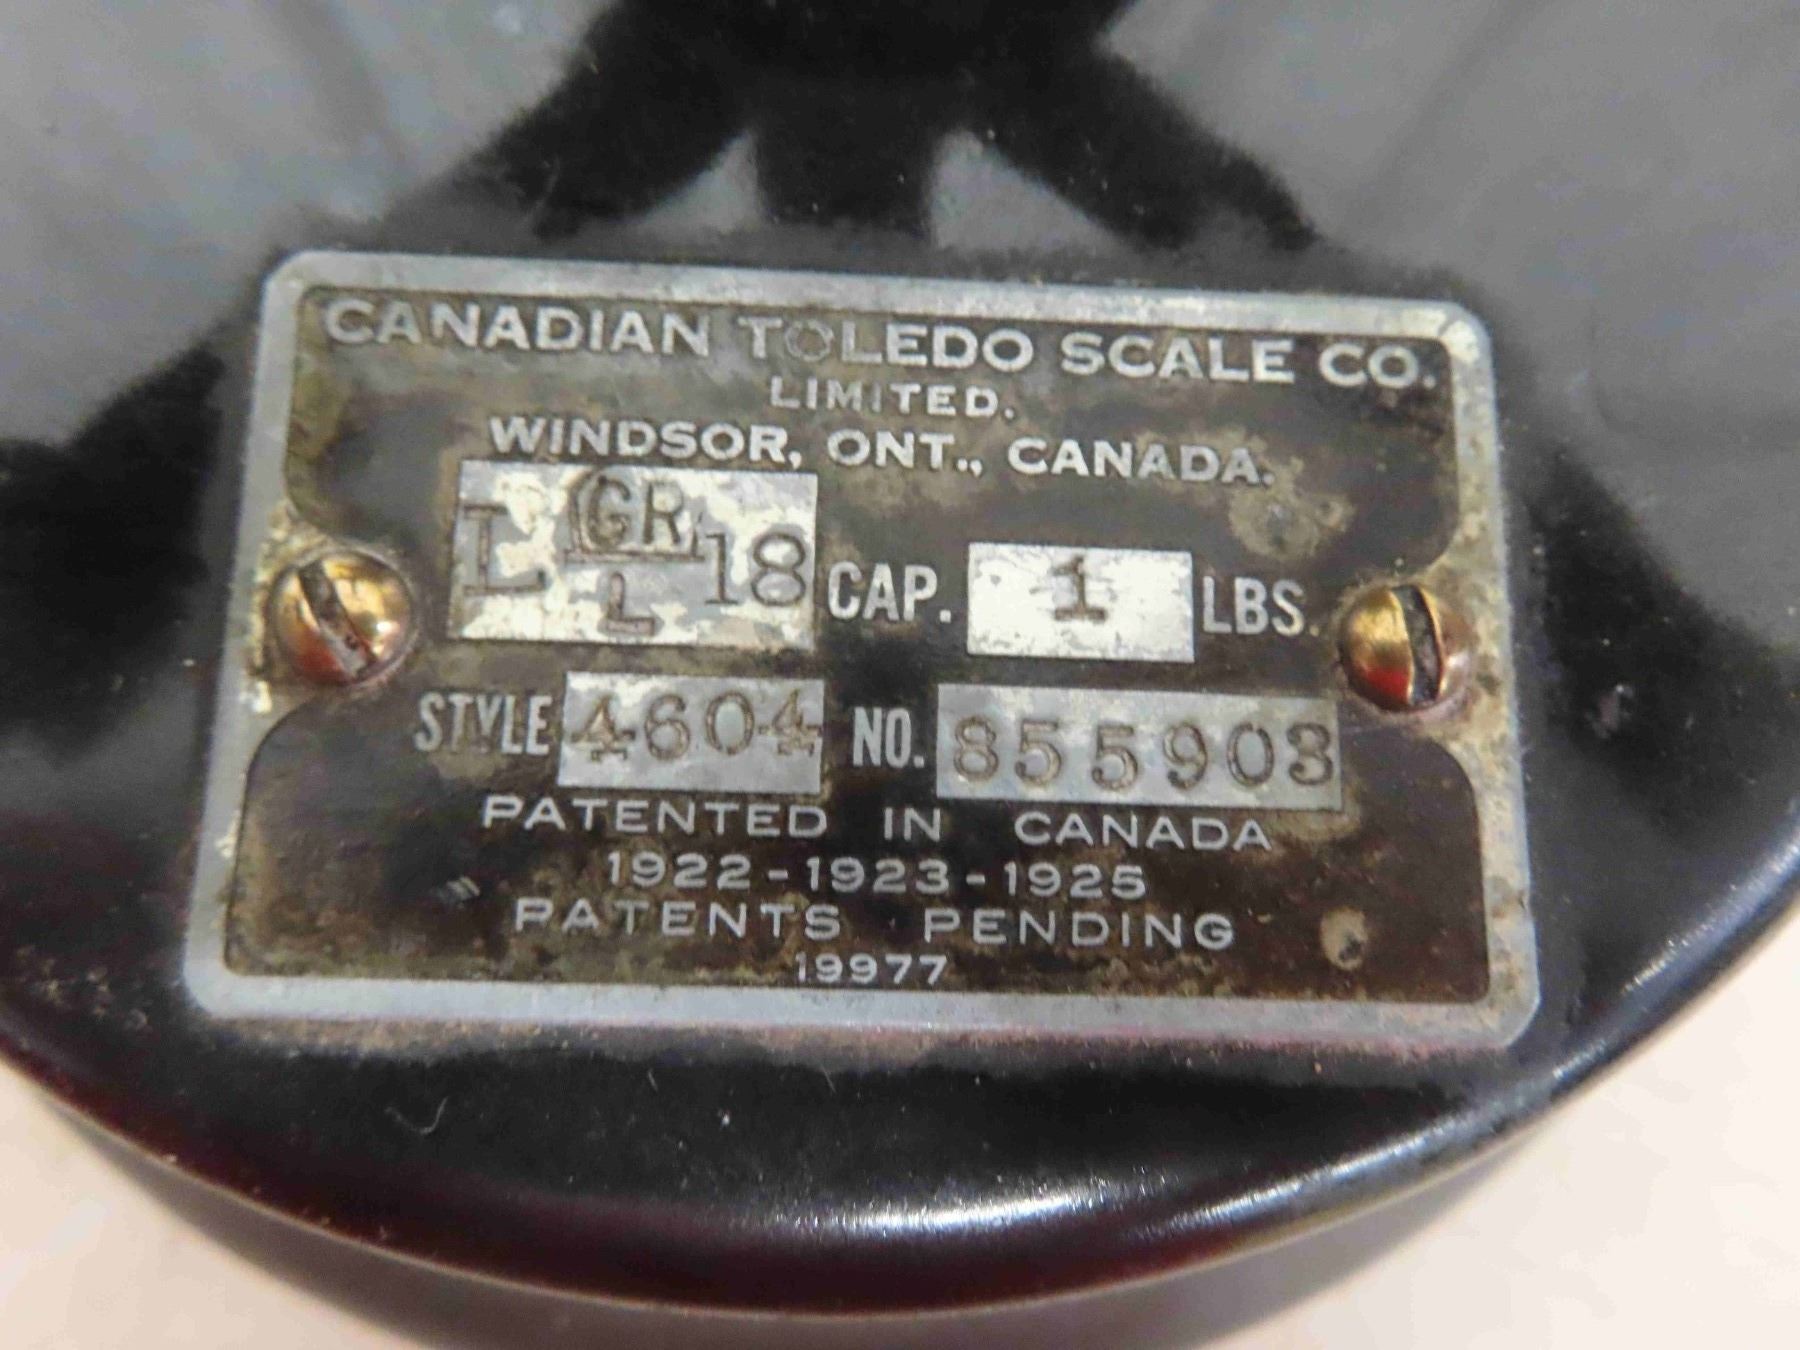 CANADIAN TOLEDO SCALE CO.
LIMITED.
WINDSOR, ONT., CANADA.
L GR/L 18 CAP. 1 LBS.
STYLE 4604 NO. 855903
PATENTED IN CANADA
1922-1923-1925
PATENTS PENDING
19977